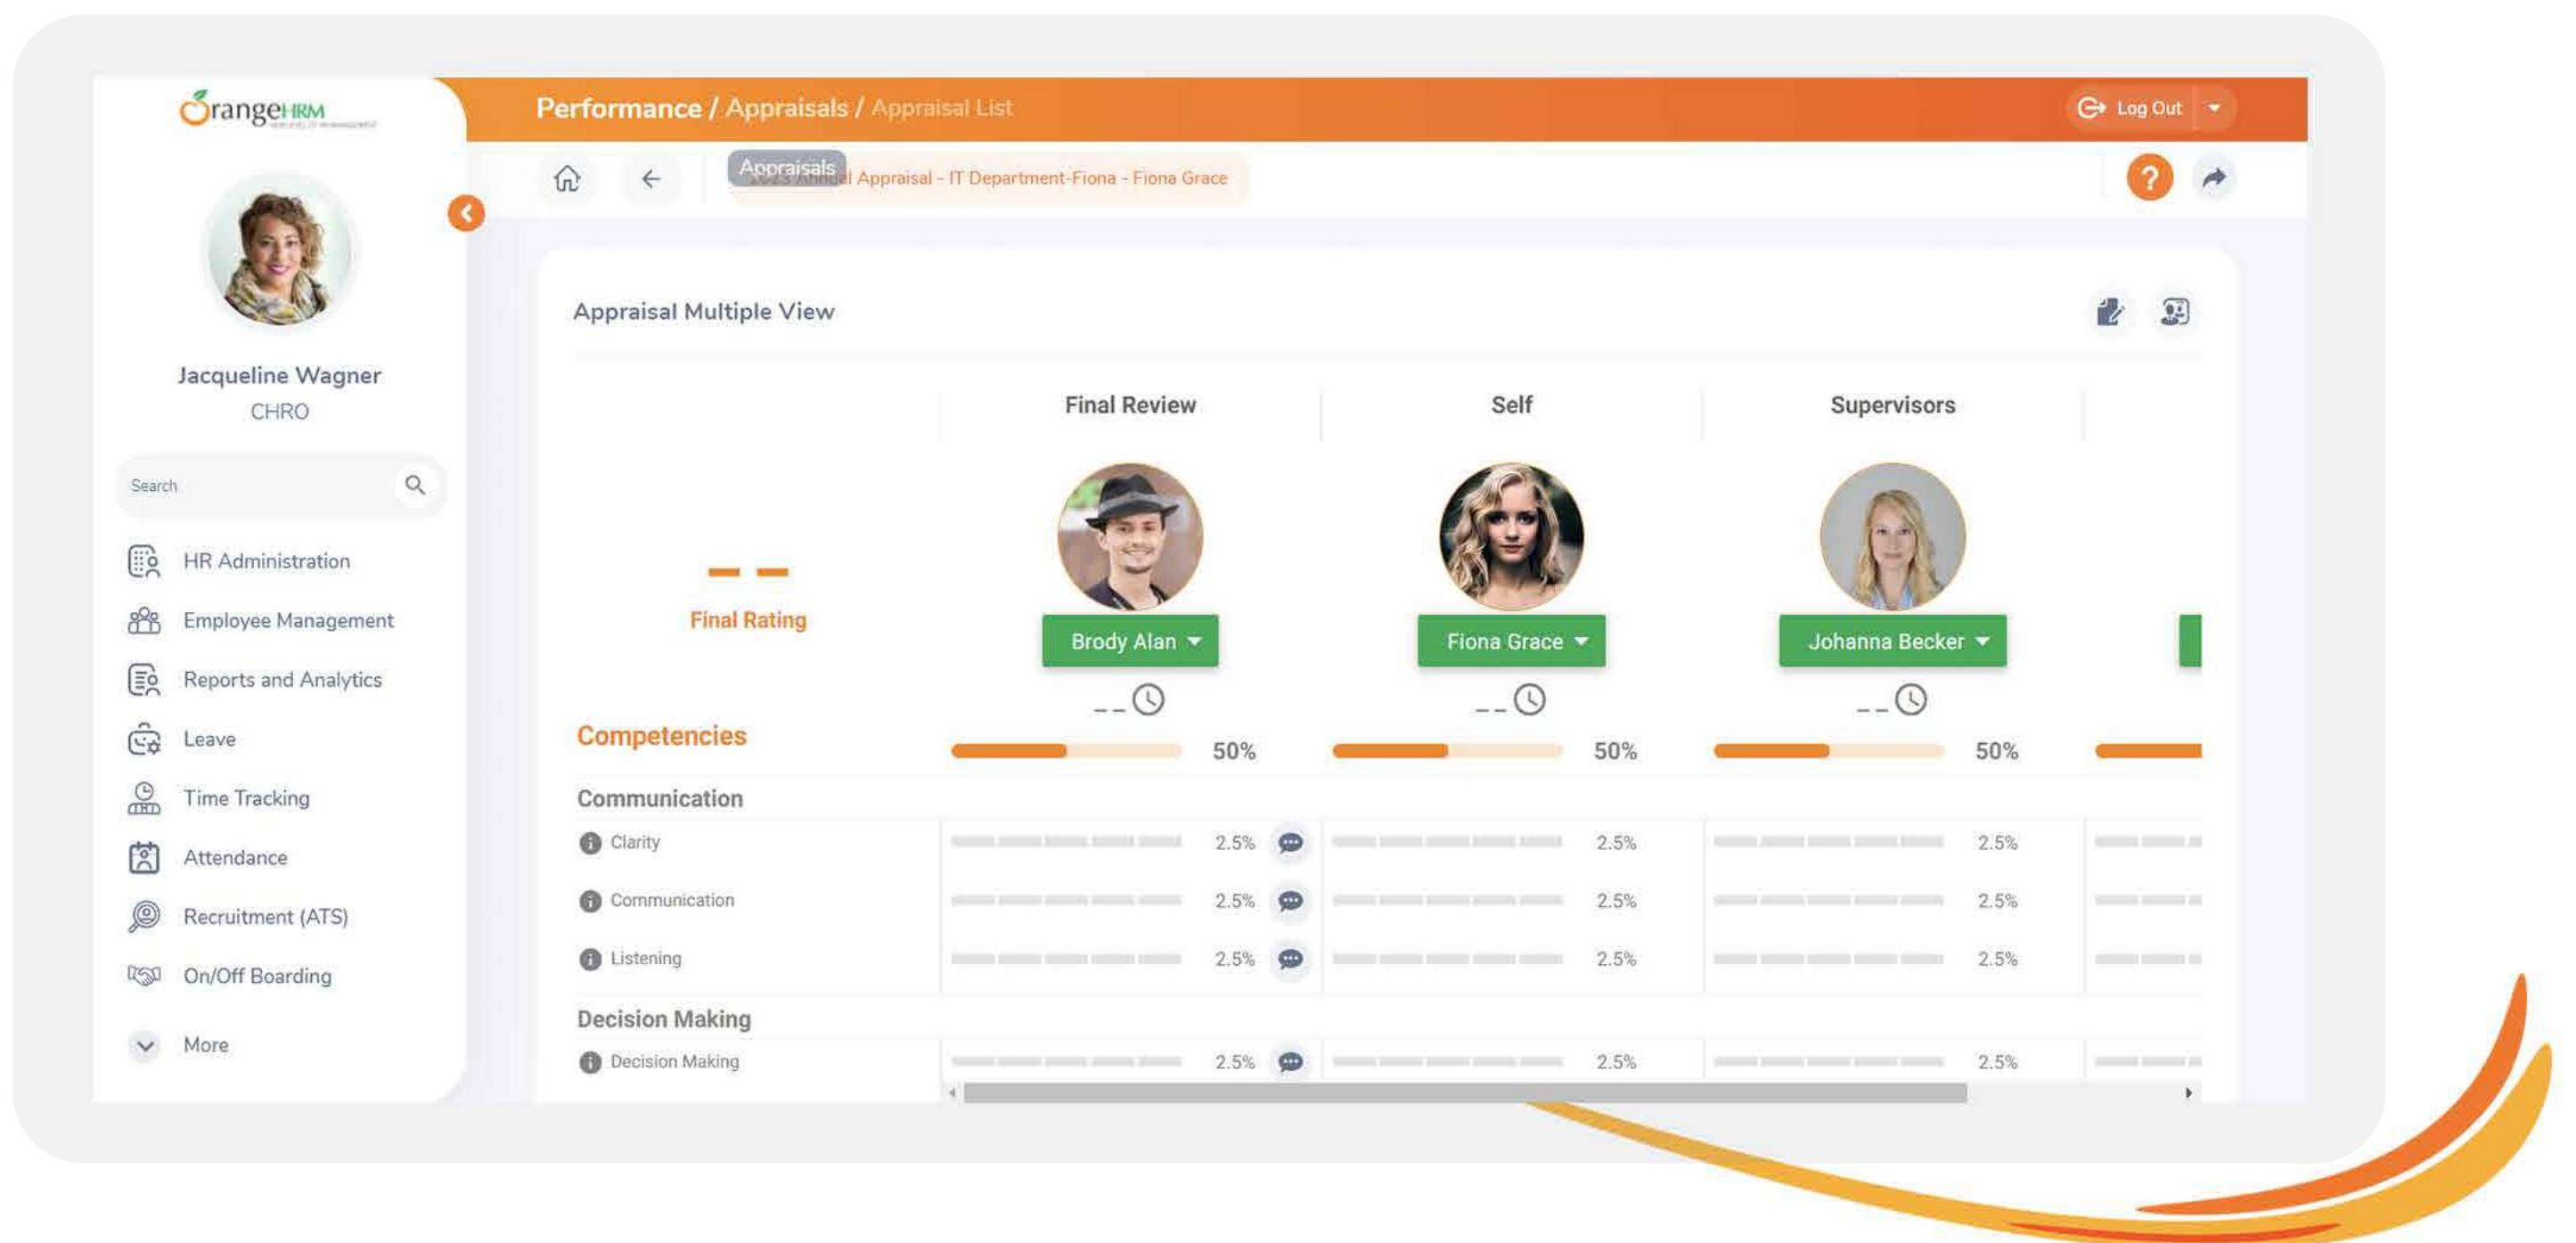 OrangeHRM
Performance / Appraisals / Appraisal List
Log Out
Appraisals
Appraisal - IT Department-Fiona - Fiona Grace
?
Jacqueline Wagner
CHRO
Search
HR Administration
Employee Management
Reports and Analytics
Leave
Time Tracking
Attendance
Recruitment (ATS)
On/Off Boarding
More
Appraisal Multiple View
Final Review Self Supervisors
-- Final Rating
Brody Alan Fiona Grace Johanna Becker
-- -- --
Competencies 50% 50% 50%
Communication
Clarity 2.5% 2.5% 2.5%
Communication 2.5% 2.5% 2.5%
Listening 2.5% 2.5% 2.5%
Decision Making
Decision Making 2.5% 2.5% 2.5%